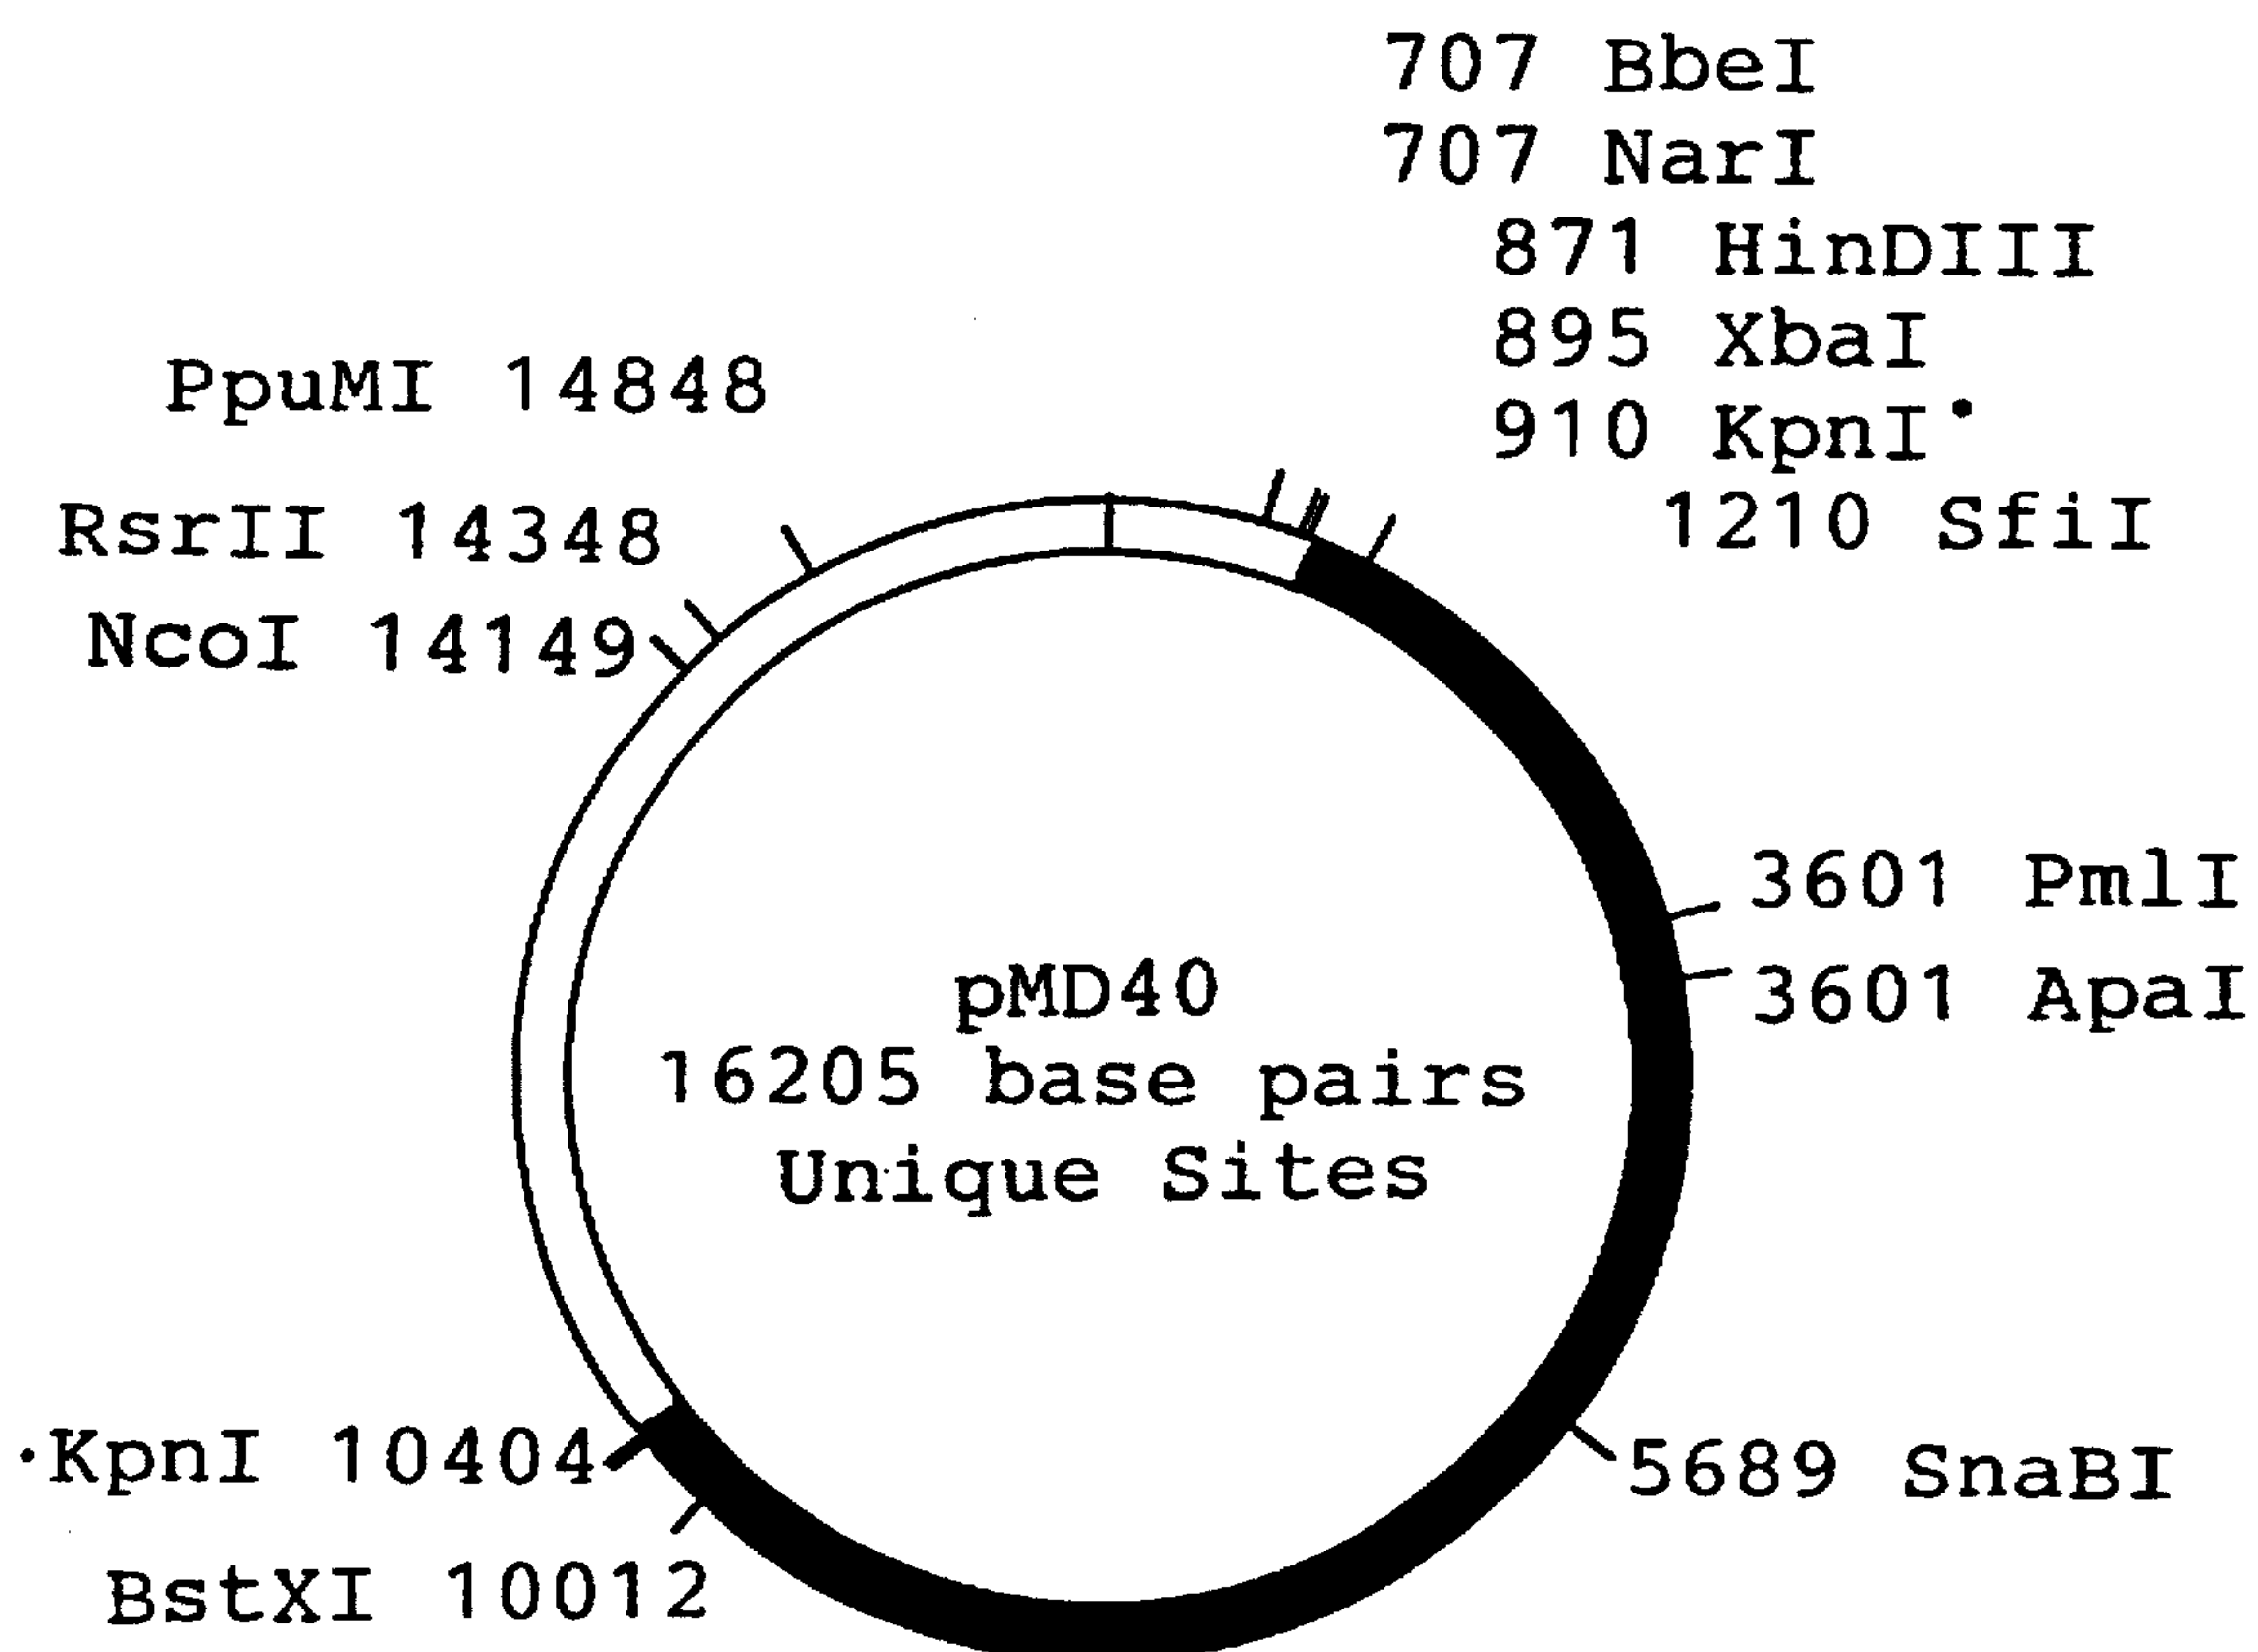 707 BbeI
707 NarI
871 HinDIII
895 XbaI
910 KpnI•
1210 SfiI
PpuMI 14848
RsrII 14348
NcoI 14149
3601 PmlI
3601 ApaI
pMD40
16205 base pairs
Unique Sites
•KpnI 10404
5689 SnaBI
BstXI 10012